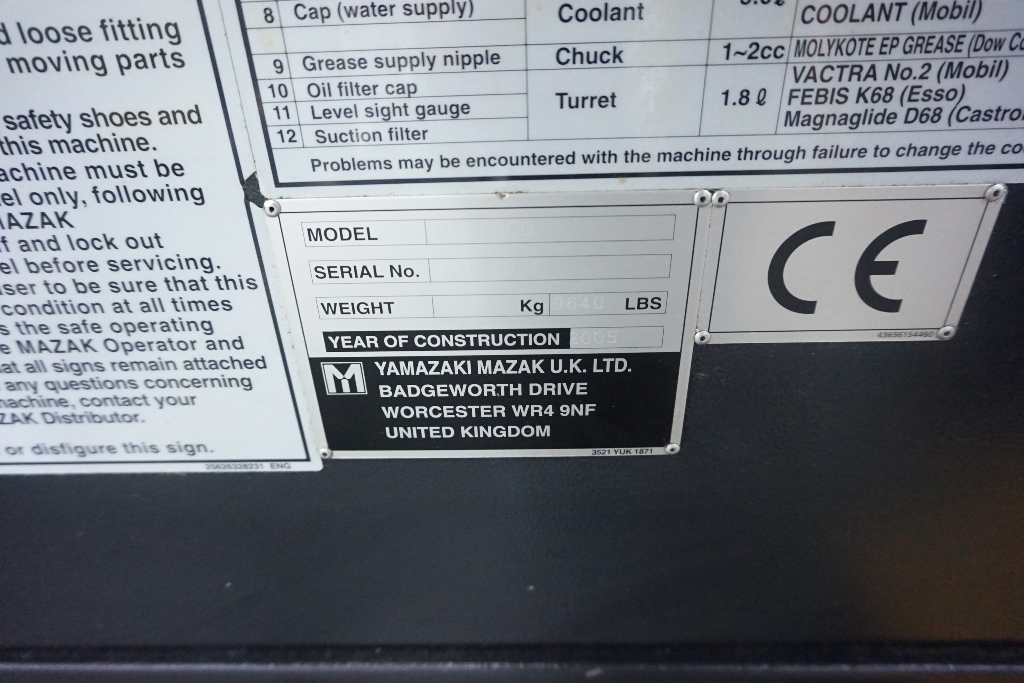 d loose fitting
moving parts
safety shoes and
this machine.
achine must be
el only, following
MAZAK
f and lock out
el before servicing.
ser to be sure that this
condition at all times
s the safe operating
e MAZAK Operator and
at all signs remain attached
any questions concerning
nachine, contact your
ZAK Distributor.
or disfigure this sign.
25626328231 ENG
8 Cap (water supply) Coolant COOLANT (Mobil)
9 Grease supply nipple Chuck 1~2cc MOLYKOTE EP GREASE (Dow Co
10 Oil filter cap
11 Level sight gauge
12 Suction filter
Turret 1.8 ℓ VACTRA No.2 (Mobil)
FEBIS K68 (Esso)
Magnaglide D68 (Castro
Problems may be encountered with the machine through failure to change the co
MODEL
SERIAL No.
WEIGHT Kg LBS
YEAR OF CONSTRUCTION
YAMAZAKI MAZAK U.K. LTD.
BADGEWORTH DRIVE
WORCESTER WR4 9NF
UNITED KINGDOM
3521 YUK 1871
CE
43656154460